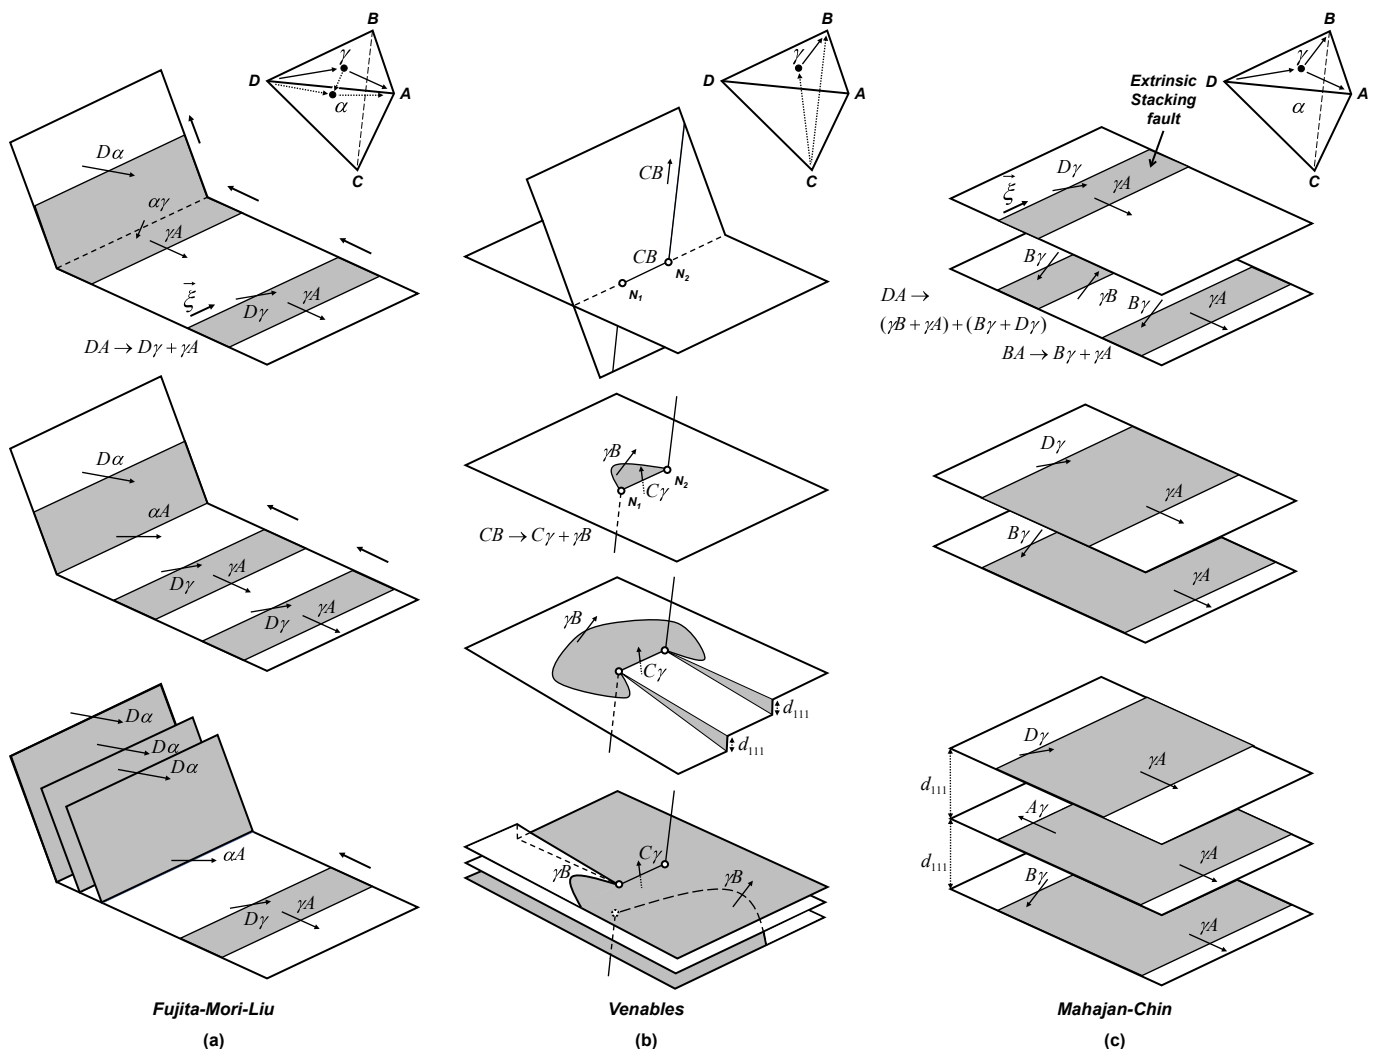 B
γ
D
A
α
C
Dα
αγ
γA
ξ
Dγ
γA
DA → Dγ + γA
Dα
αA
Dγ
γA
Dγ
γA
Dα
Dα
Dα
αA
Dγ
γA
Fujita-Mori-Liu
(a)
B
γ
D
A
C
CB
CB
N₁
N₂
γB
Cγ
N₁
N₂
CB → Cγ + γB
γB
Cγ
d₁₁₁
d₁₁₁
Cγ
γB
γB
Venables
(b)
B
γ
D
A
α
C
Extrinsic
Stacking
fault
ξ
Dγ
γA
Bγ
γB
Bγ
γA
DA →
(γB + γA) + (Bγ + Dγ)
BA → Bγ + γA
Dγ
γA
Bγ
γA
Dγ
γA
d₁₁₁
Aγ
γA
d₁₁₁
Bγ
γA
Mahajan-Chin
(c)